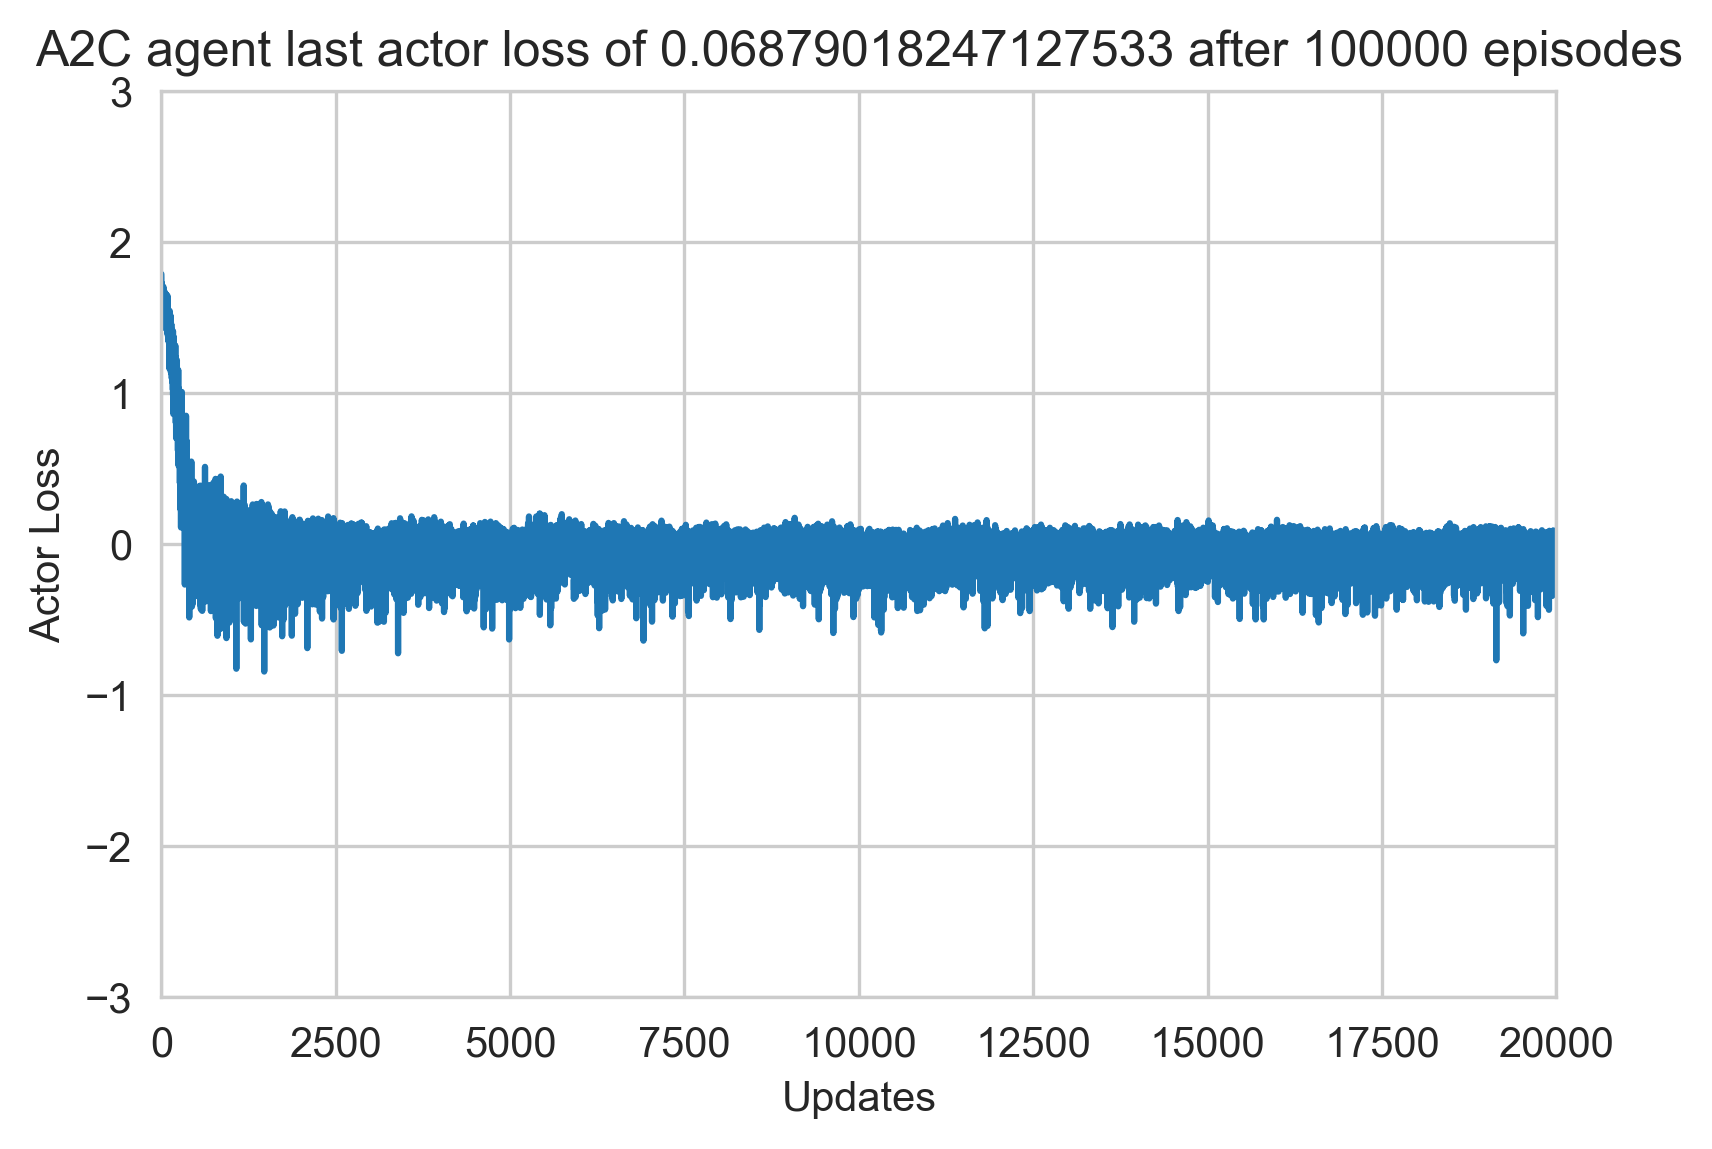 A2C agent last actor loss of 0.06879018247127533 after 100000 episodes
3
2
1
0
−1
−2
−3
Actor Loss
0 2500 5000 7500 10000 12500 15000 17500 20000
Updates